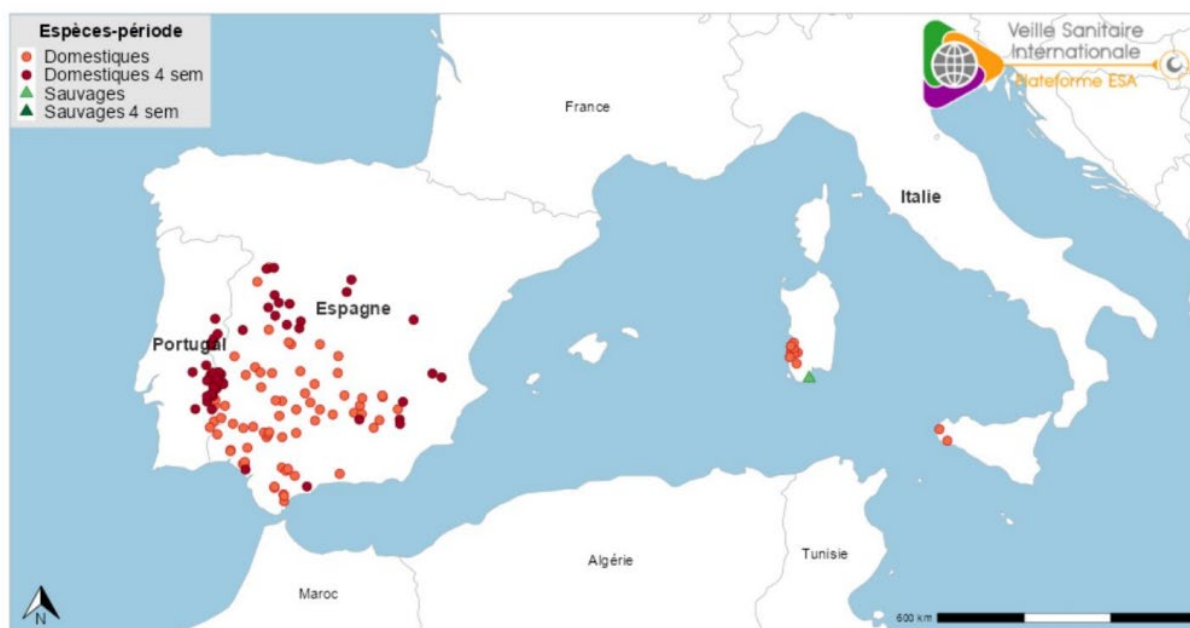 Espèces-période
Domestiques
Domestiques 4 sem
Sauvages
Sauvages 4 sem
Veille Sanitaire
Internationale
Plateforme ESA
France
Italie
Espagne
Portugal
Algérie
Tunisie
Maroc
N
600 km